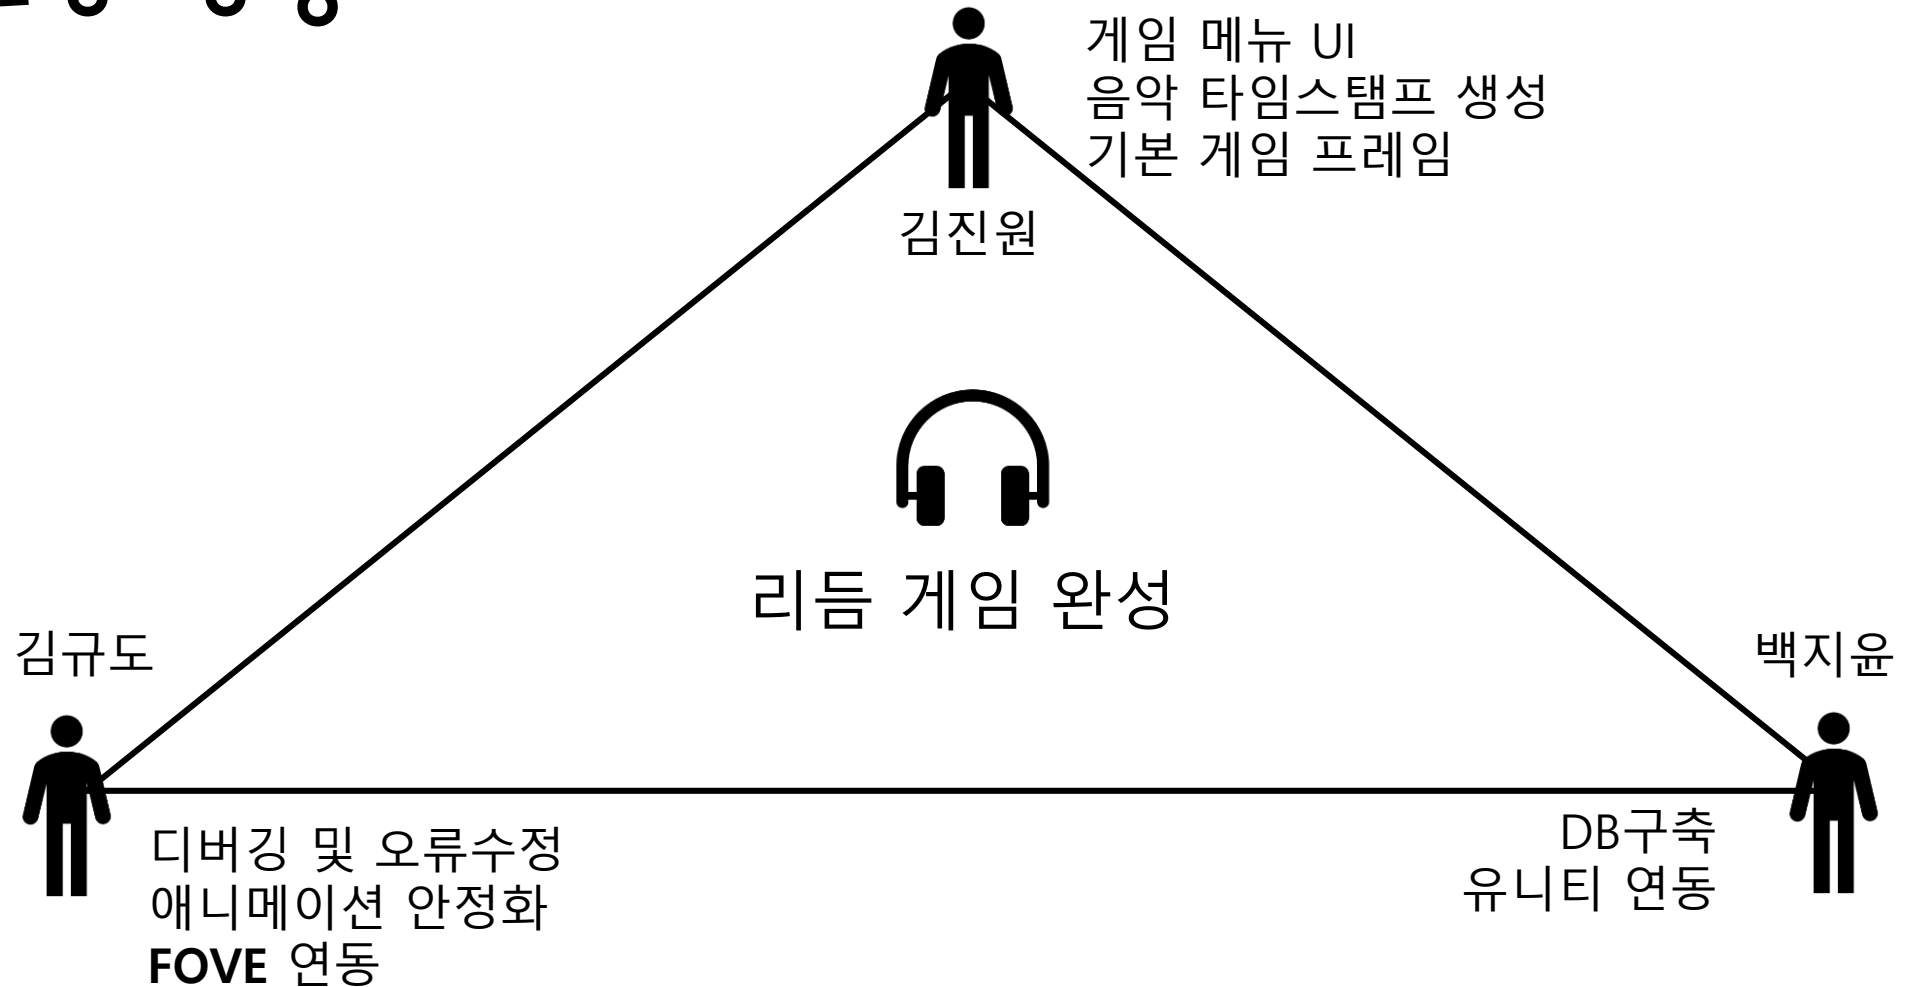 게임 메뉴 UI
음악 타임스탬프 생성
기본 게임 프레임
김진원
리듬 게임 완성
김규도
백지윤
디버깅 및 오류수정
애니메이션 안정화
FOVE 연동
DB구축
유니티 연동